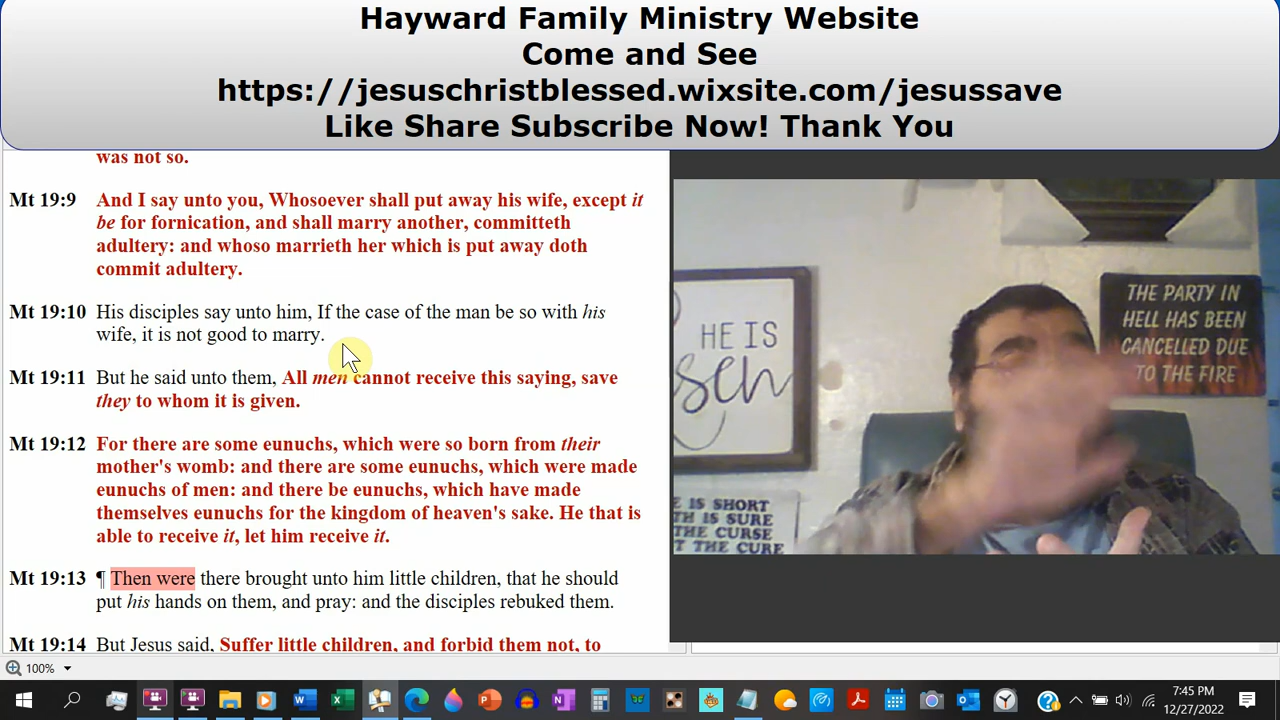 Hayward Family Ministry Website
Come and See
https://jesuschristblessed.wixsite.com/jesussave
Like Share Subscribe Now! Thank You
was not so.
Mt 19:9 And I say unto you, Whosoever shall put away his wife, except it
be for fornication, and shall marry another, committeth
adultery: and whoso marrieth her which is put away doth
commit adultery.
Mt 19:10 His disciples say unto him, If the case of the man be so with his
wife, it is not good to marry.
Mt 19:11 But he said unto them, All men cannot receive this saying, save
they to whom it is given.
Mt 19:12 For there are some eunuchs, which were so born from their
mother's womb: and there are some eunuchs, which were made
eunuchs of men: and there be eunuchs, which have made
themselves eunuchs for the kingdom of heaven's sake. He that is
able to receive it, let him receive it.
Mt 19:13 ¶ Then were there brought unto him little children, that he should
put his hands on them, and pray: and the disciples rebuked them.
Mt 19:14 But Jesus said, Suffer little children, and forbid them not, to
HE IS
THE PARTY IN
HELL HAS BEEN
CANCELLED DUE
TO THE FIRE
E IS SHORT
TH IS SURE
THE CURSE
T THE CURE
100%
7:45 PM
12/27/2022